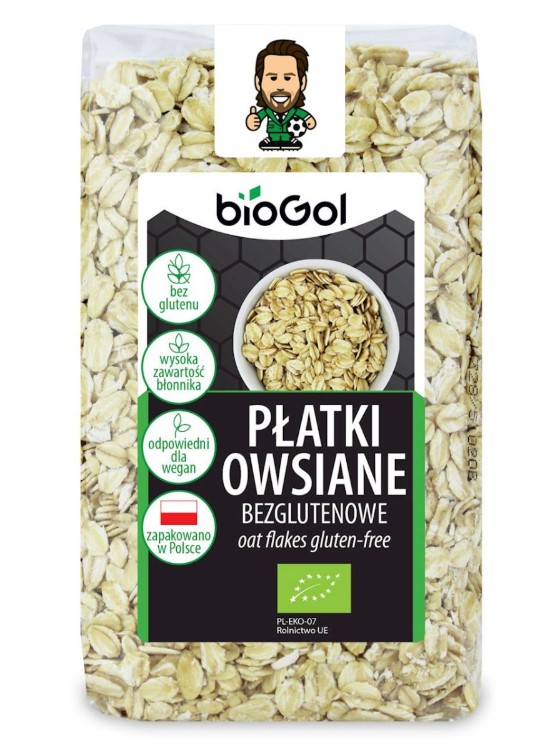 bioGol
bez
glutenu
wysoka
zawartość
błonnika
odpowiedni
dla
wegan
zapakowano
w Polsce
PŁATKI
OWSIANE
BEZGLUTENOWE
oat flakes gluten-free
PL-EKO-07
Rolnictwo UE